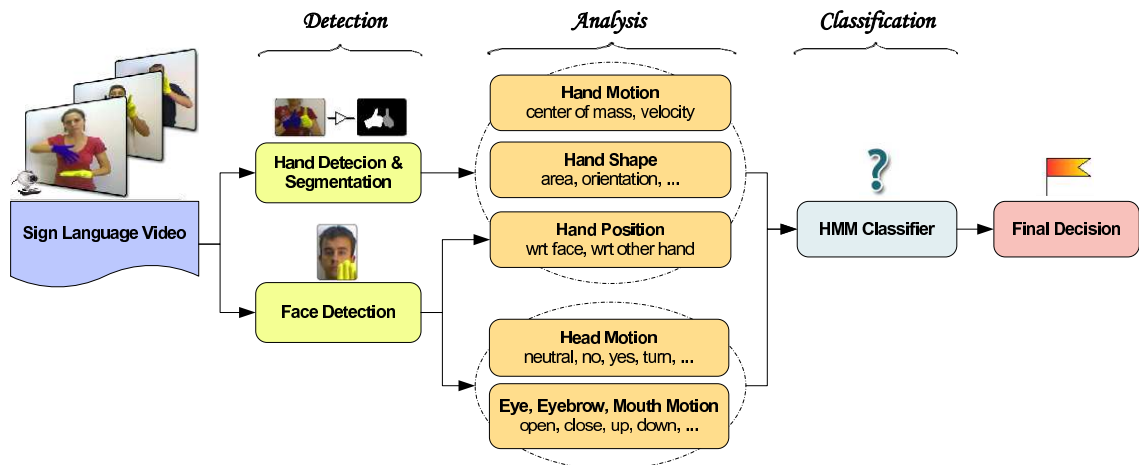 Detection
Analysis
Classification
Hand Motion
center of mass, velocity
Hand Detecion &
Segmentation
Hand Shape
area, orientation, ...
Sign Language Video
Hand Position
wrt face, wrt other hand
HMM Classifier
Final Decision
Face Detection
Head Motion
neutral, no, yes, turn, ...
Eye, Eyebrow, Mouth Motion
open, close, up, down, ...